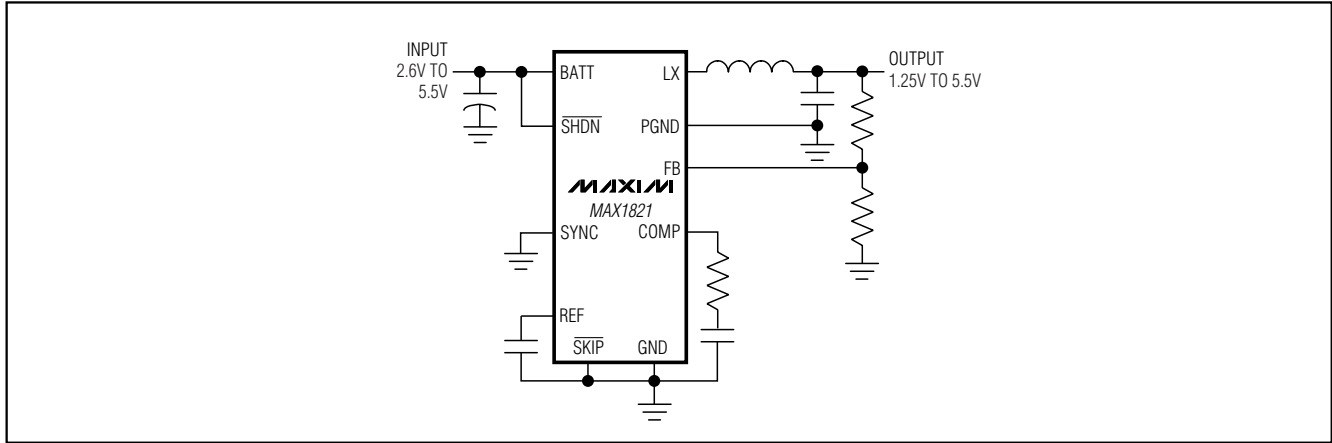 INPUT
2.6V TO
5.5V
BATT
LX
OUTPUT
1.25V TO 5.5V
SHDN
PGND
FB
MAXIM
MAX1821
SYNC
COMP
REF
SKIP
GND